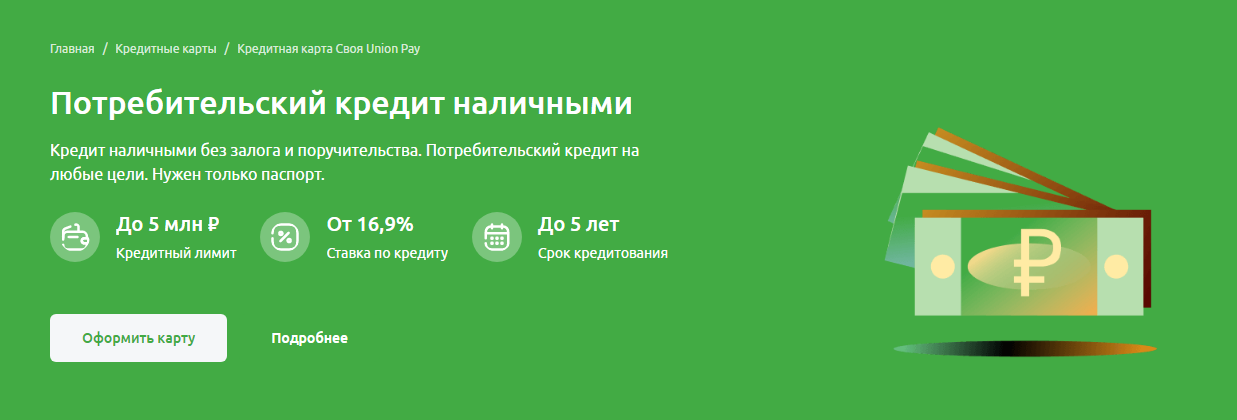 Главная / Кредитные карты / Кредитная карта Своя Union Pay
Потребительский кредит наличными
Кредит наличными без залога и поручительства. Потребительский кредит на
любые цели. Нужен только паспорт.
До 5 млн ₽
Кредитный лимит
От 16,9%
Ставка по кредиту
До 5 лет
Срок кредитования
Оформить карту
Подробнее
₽